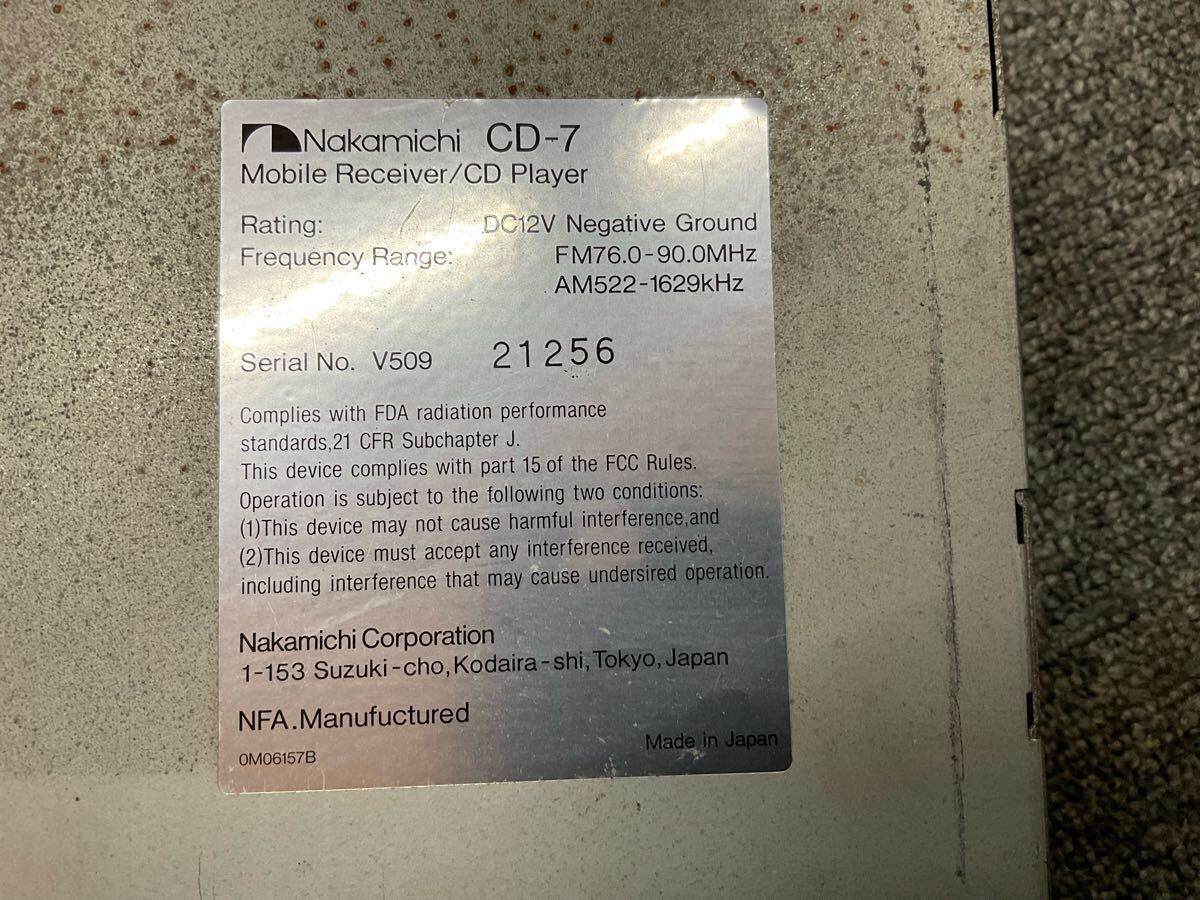 Nakamichi CD-7
Mobile Receiver/CD Player
Rating: DC12V Negative Ground
Frequency Range: FM76.0-90.0MHz
AM522-1629kHz
Serial No. V509 21256
Complies with FDA radiation performance
standards,21 CFR Subchapter J.
This device complies with part 15 of the FCC Rules.
Operation is subject to the following two conditions:
(1)This device may not cause harmful interference,and
(2)This device must accept any interference received,
including interference that may cause undersired operation.
Nakamichi Corporation
1-153 Suzuki-cho,Kodaira-shi,Tokyo,Japan
NFA.Manufuctured
0M06157B
Made in Japan